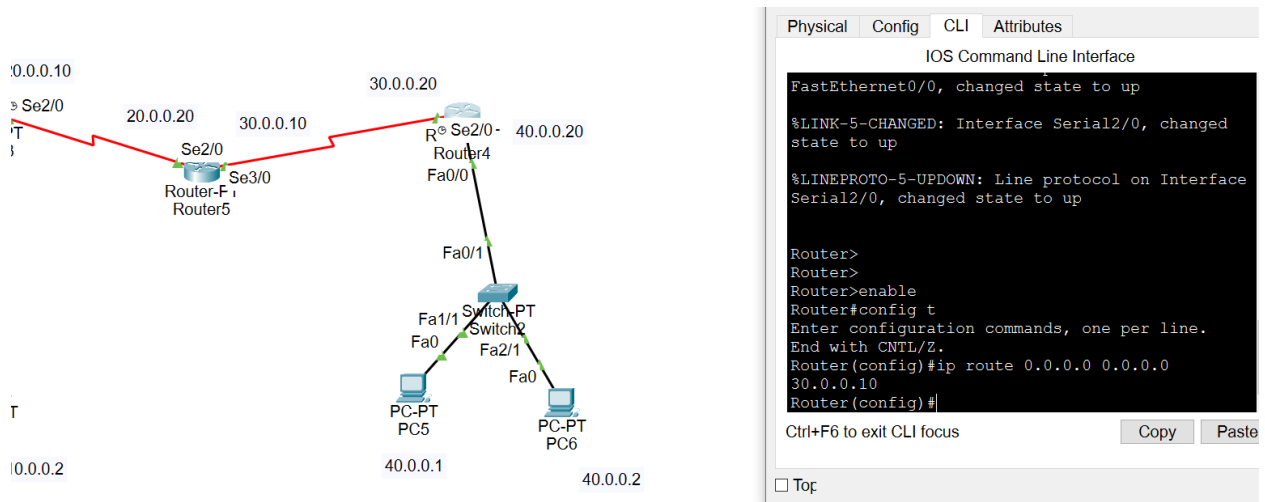 20.0.0.10
Se2/0
PT
3
20.0.0.20
30.0.0.10
30.0.0.20
Se2/0
Se3/0
Router-P
Router5
R
Se2/0
Router4
Fa0/0
40.0.0.20
Fa0/1
Switch-PT
Switch2
Fa1/1
Fa0
Fa2/1
Fa0
PC-PT
PC5
PC-PT
PC6
T
10.0.0.2
40.0.0.1
40.0.0.2
Physical Config CLI Attributes
IOS Command Line Interface
FastEthernet0/0, changed state to up
%LINK-5-CHANGED: Interface Serial2/0, changed
state to up
%LINEPROTO-5-UPDOWN: Line protocol on Interface
Serial2/0, changed state to up
Router>
Router>
Router>enable
Router#config t
Enter configuration commands, one per line.
End with CNTL/Z.
Router(config)#ip route 0.0.0.0 0.0.0.0
30.0.0.10
Router(config)#
Ctrl+F6 to exit CLI focus
Copy
Paste
Top